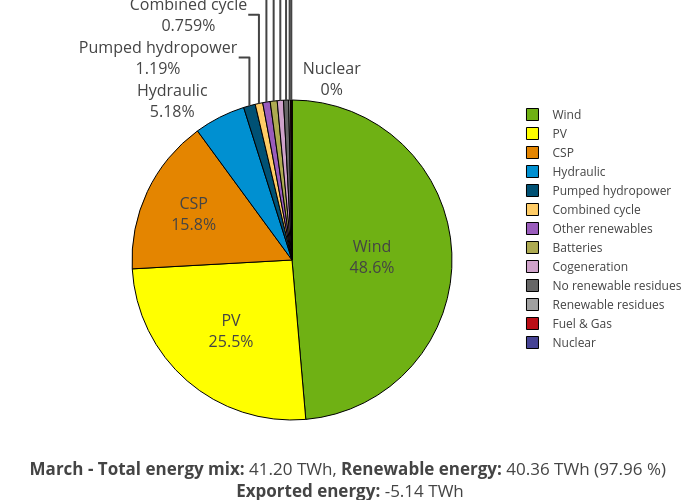 Combined cycle
0.759%
Pumped hydropower
1.19%
Hydraulic
5.18%
Nuclear
0%
CSP
15.8%
Wind
48.6%
PV
25.5%
Wind
PV
CSP
Hydraulic
Pumped hydropower
Combined cycle
Other renewables
Batteries
Cogeneration
No renewable residues
Renewable residues
Fuel & Gas
Nuclear
March - Total energy mix: 41.20 TWh, Renewable energy: 40.36 TWh (97.96 %)
Exported energy: -5.14 TWh